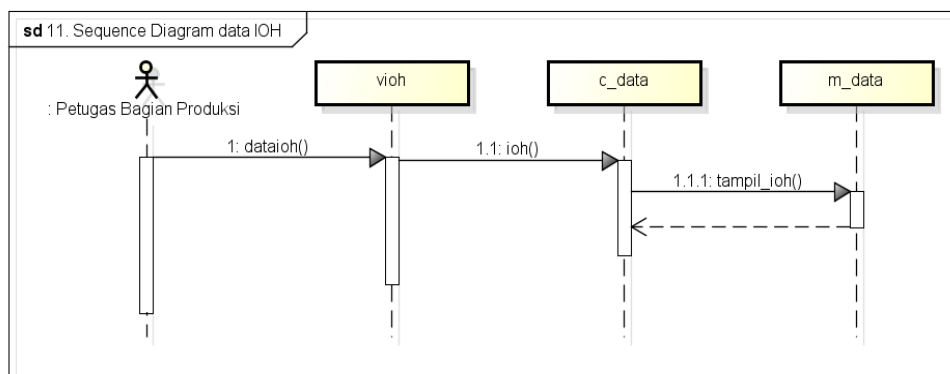 sd 11. Sequence Diagram data IOH
: Petugas Bagian Produksi
vioh
c_data
m_data
1: dataioh()
1.1: ioh()
1.1.1: tampil_ioh()